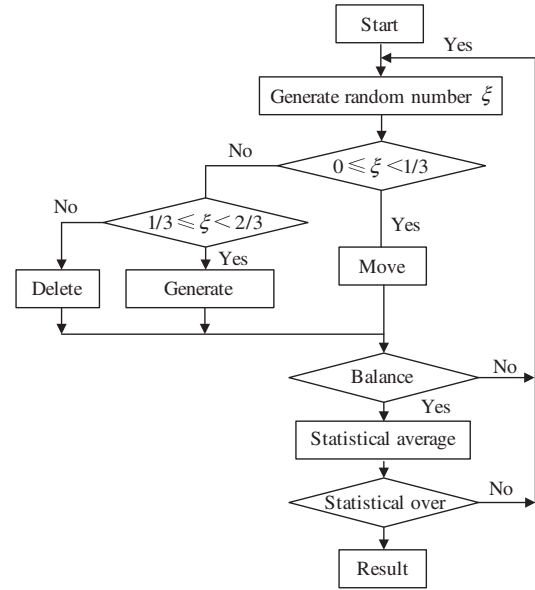 Start
Yes
Generate random number ξ
No
0 ≤ ξ < 1/3
No
1/3 ≤ ξ < 2/3
Yes
Yes
Move
Delete
Generate
Balance
No
Yes
Statistical average
Statistical over
No
Result